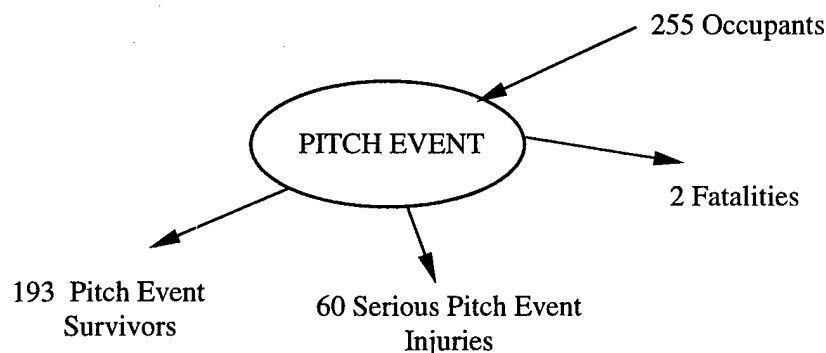 255 Occupants
PITCH EVENT
2 Fatalities
193 Pitch Event
Survivors
60 Serious Pitch Event
Injuries